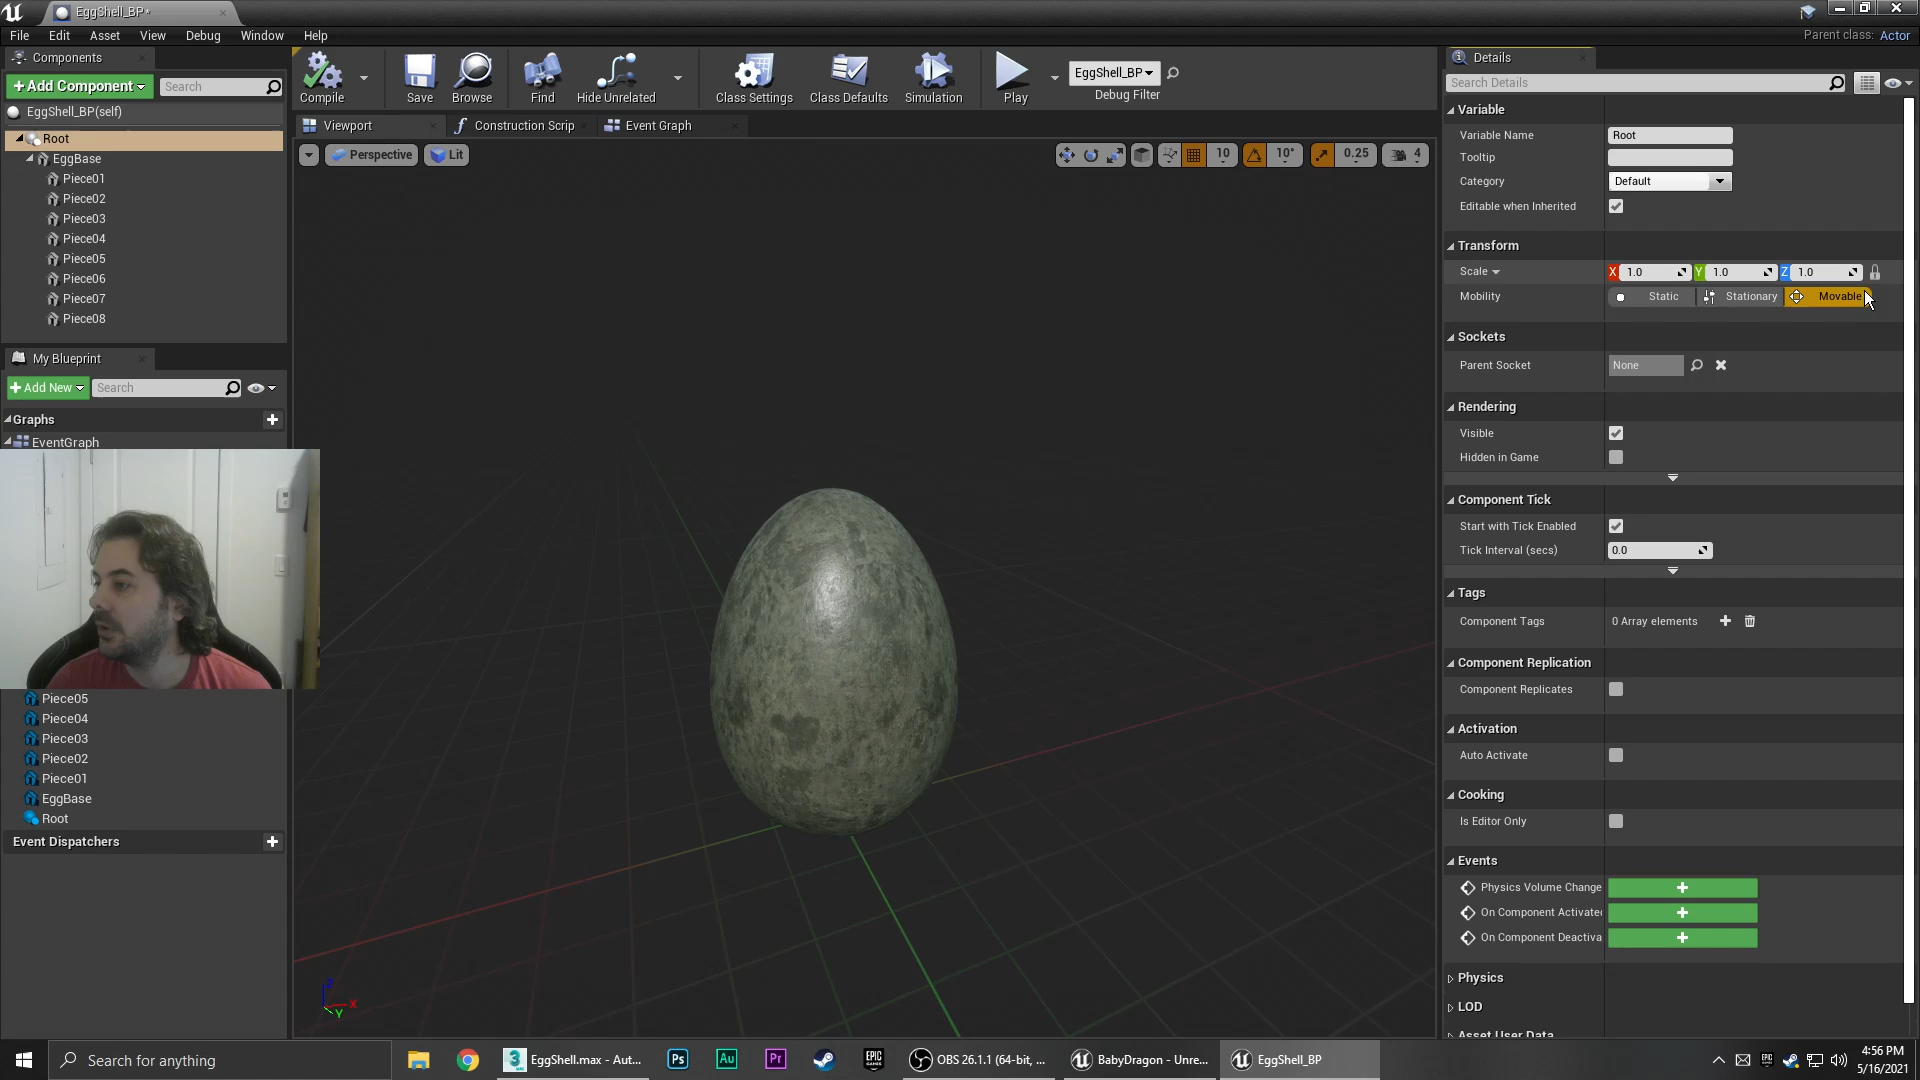 EggShell_BP*
File Edit Asset View Debug Window Help
Parent class: Actor
Components
+Add Component
Search
EggShell_BP(self)
Root
EggBase
Piece01
Piece02
Piece03
Piece04
Piece05
Piece06
Piece07
Piece08
My Blueprint
+Add New
Search
Graphs
EventGraph
Piece05
Piece04
Piece03
Piece02
Piece01
EggBase
Root
Event Dispatchers
Compile Save Browse Find Hide Unrelated Class Settings Class Defaults Simulation Play
EggShell_BP
Debug Filter
Viewport Construction Scrip Event Graph
Perspective Lit
10 10° 0.25 4
Z X Y
Details
Search Details
Variable
Variable Name Root
Tooltip
Category Default
Editable when Inherited
Transform
Scale X 1.0 Y 1.0 Z 1.0
Mobility Static Stationary Movable
Sockets
Parent Socket None
Rendering
Visible
Hidden in Game
Component Tick
Start with Tick Enabled
Tick Interval (secs) 0.0
Tags
Component Tags 0 Array elements
Component Replication
Component Replicates
Activation
Auto Activate
Cooking
Is Editor Only
Events
Physics Volume Change
On Component Activate
On Component Deactiva
Physics
LOD
Asset User Data
Search for anything
EggShell.max - Aut...
Ps Au Pr
EPIC GAMES
OBS 26.1.1 (64-bit, ...
BabyDragon - Unre...
EggShell_BP
4:56 PM
5/16/2021